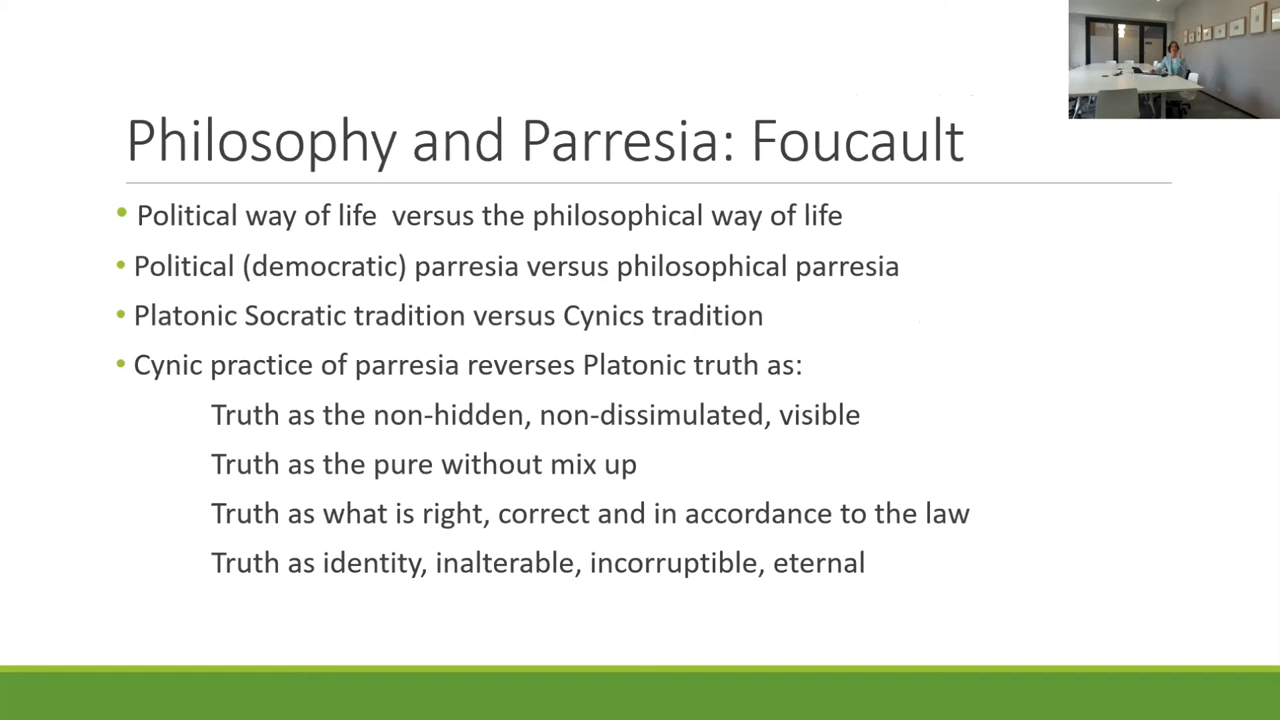 Philosophy and Parresia: Foucault
• Political way of life versus the philosophical way of life
• Political (democratic) parresia versus philosophical parresia
• Platonic Socratic tradition versus Cynics tradition
• Cynic practice of parresia reverses Platonic truth as:
Truth as the non-hidden, non-dissimulated, visible
Truth as the pure without mix up
Truth as what is right, correct and in accordance to the law
Truth as identity, inalterable, incorruptible, eternal